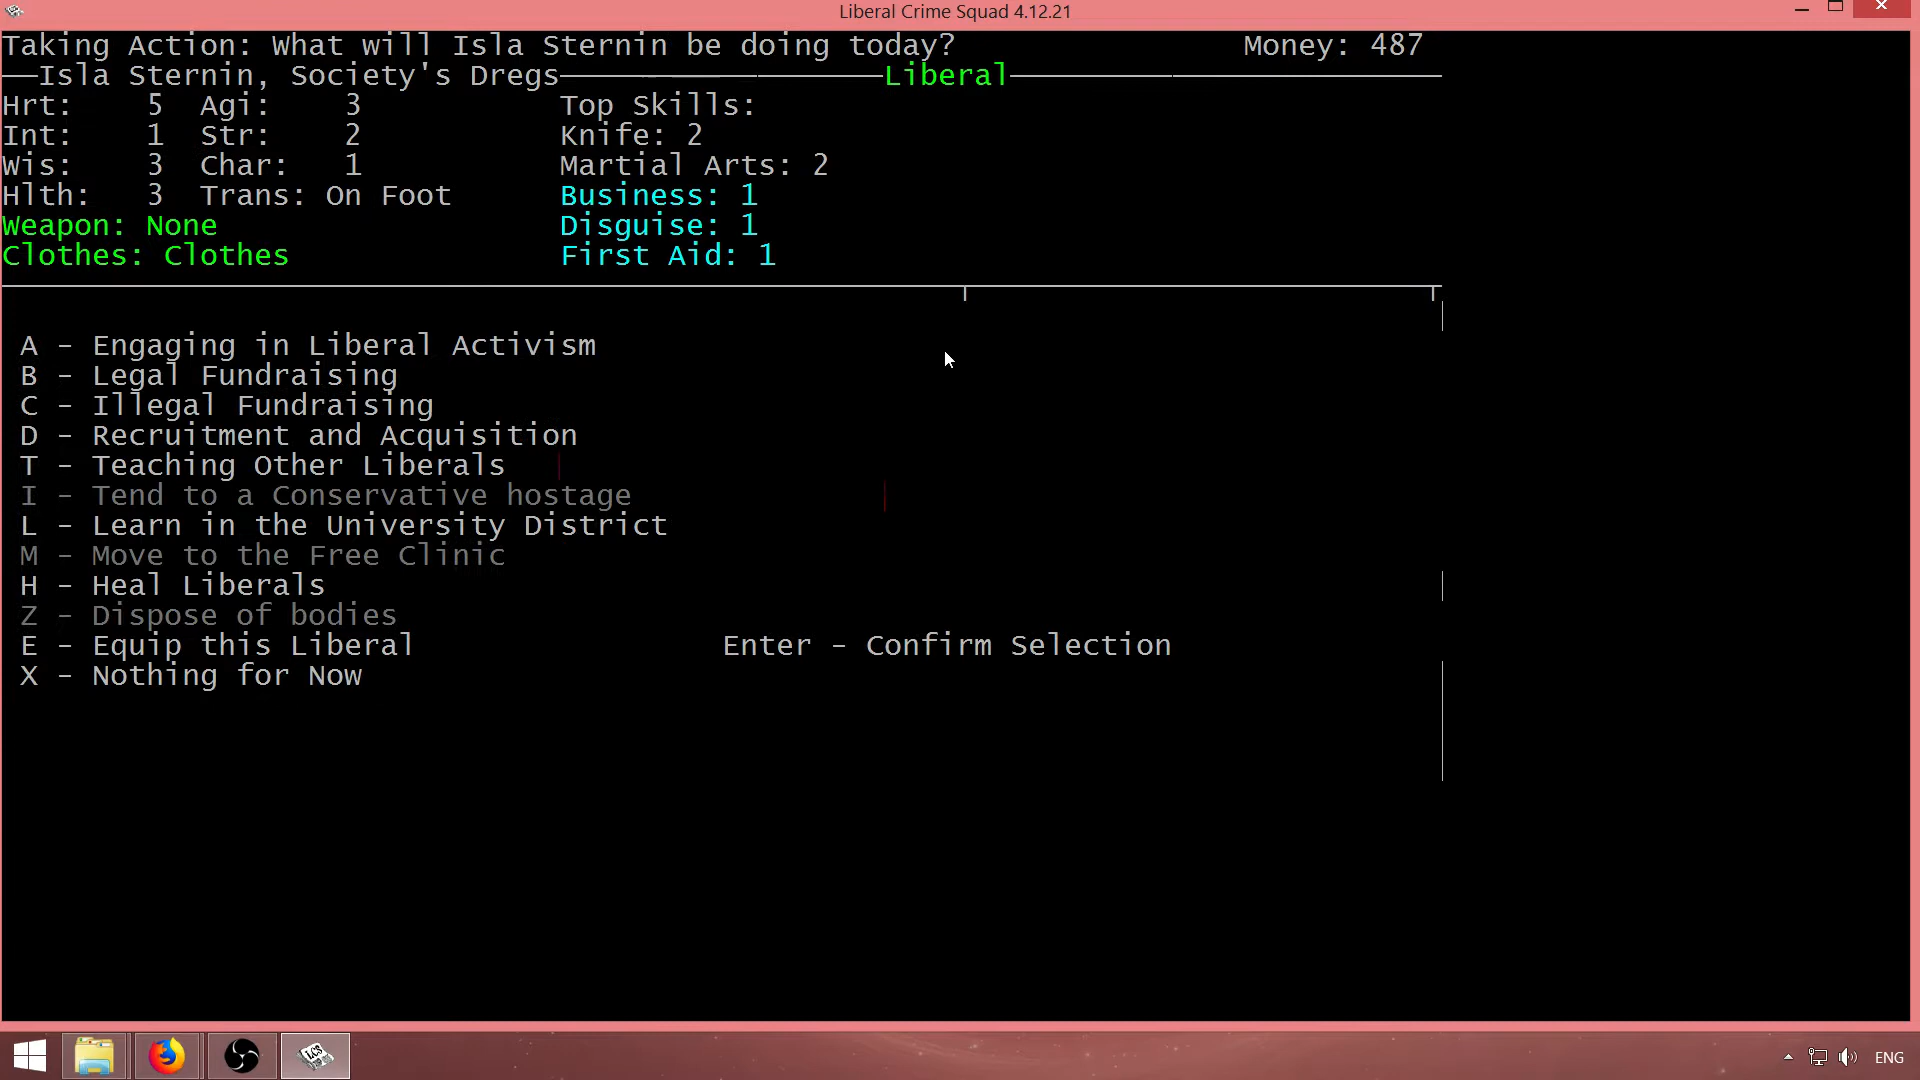 Liberal Crime Squad 4.12.21
Taking Action: What will Isla Sternin be doing today? Money: 487
Isla Sternin, Society's Dregs Liberal
Hrt: 5 Agi: 3 Top Skills:
Int: 1 Str: 2 Knife: 2
Wis: 3 Char: 1 Martial Arts: 2
Hlth: 3 Trans: On Foot Business: 1
Weapon: None Disguise: 1
Clothes: Clothes First Aid: 1
A - Engaging in Liberal Activism
B - Legal Fundraising
C - Illegal Fundraising
D - Recruitment and Acquisition
T - Teaching Other Liberals
I - Tend to a Conservative hostage
L - Learn in the University District
M - Move to the Free Clinic
H - Heal Liberals
Z - Dispose of bodies
E - Equip this Liberal Enter - Confirm Selection
X - Nothing for Now
LCS
ENG